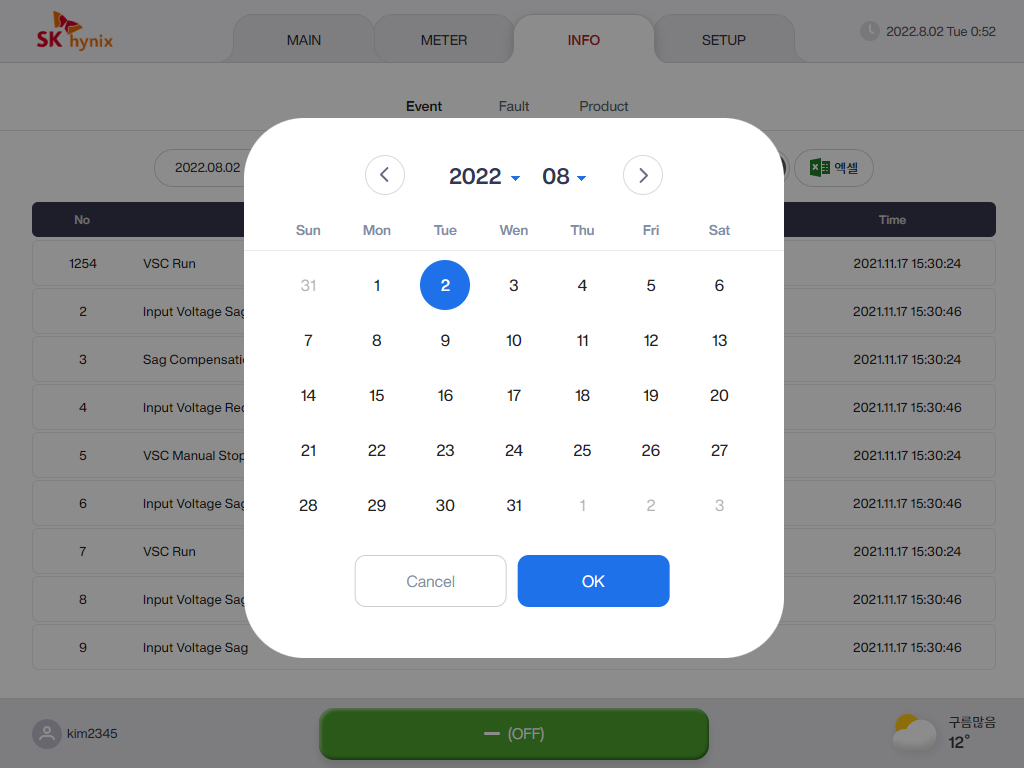 SK hynix
MAIN METER INFO SETUP
2022.8.02 Tue 0:52
Event Fault Product
2022.08.02
엑셀
2022 08
Sun Mon Tue Wen Thu Fri Sat
31 1 2 3 4 5 6
7 8 9 10 11 12 13
14 15 16 17 18 19 20
21 22 23 24 25 26 27
28 29 30 31 1 2 3
Cancel OK
No Time
1254 VSC Run 2021.11.17 15:30:24
2 Input Voltage Sag 2021.11.17 15:30:46
3 Sag 2021.11.17 15:30:24
4 Input Voltage 2021.11.17 15:30:46
5 VSC Manual Stop 2021.11.17 15:30:24
6 Input Voltage Sag 2021.11.17 15:30:46
7 VSC Run 2021.11.17 15:30:24
8 Input Voltage Sag 2021.11.17 15:30:46
9 Input Voltage Sag 2021.11.17 15:30:46
kim2345
(OFF)
구름많음
12°